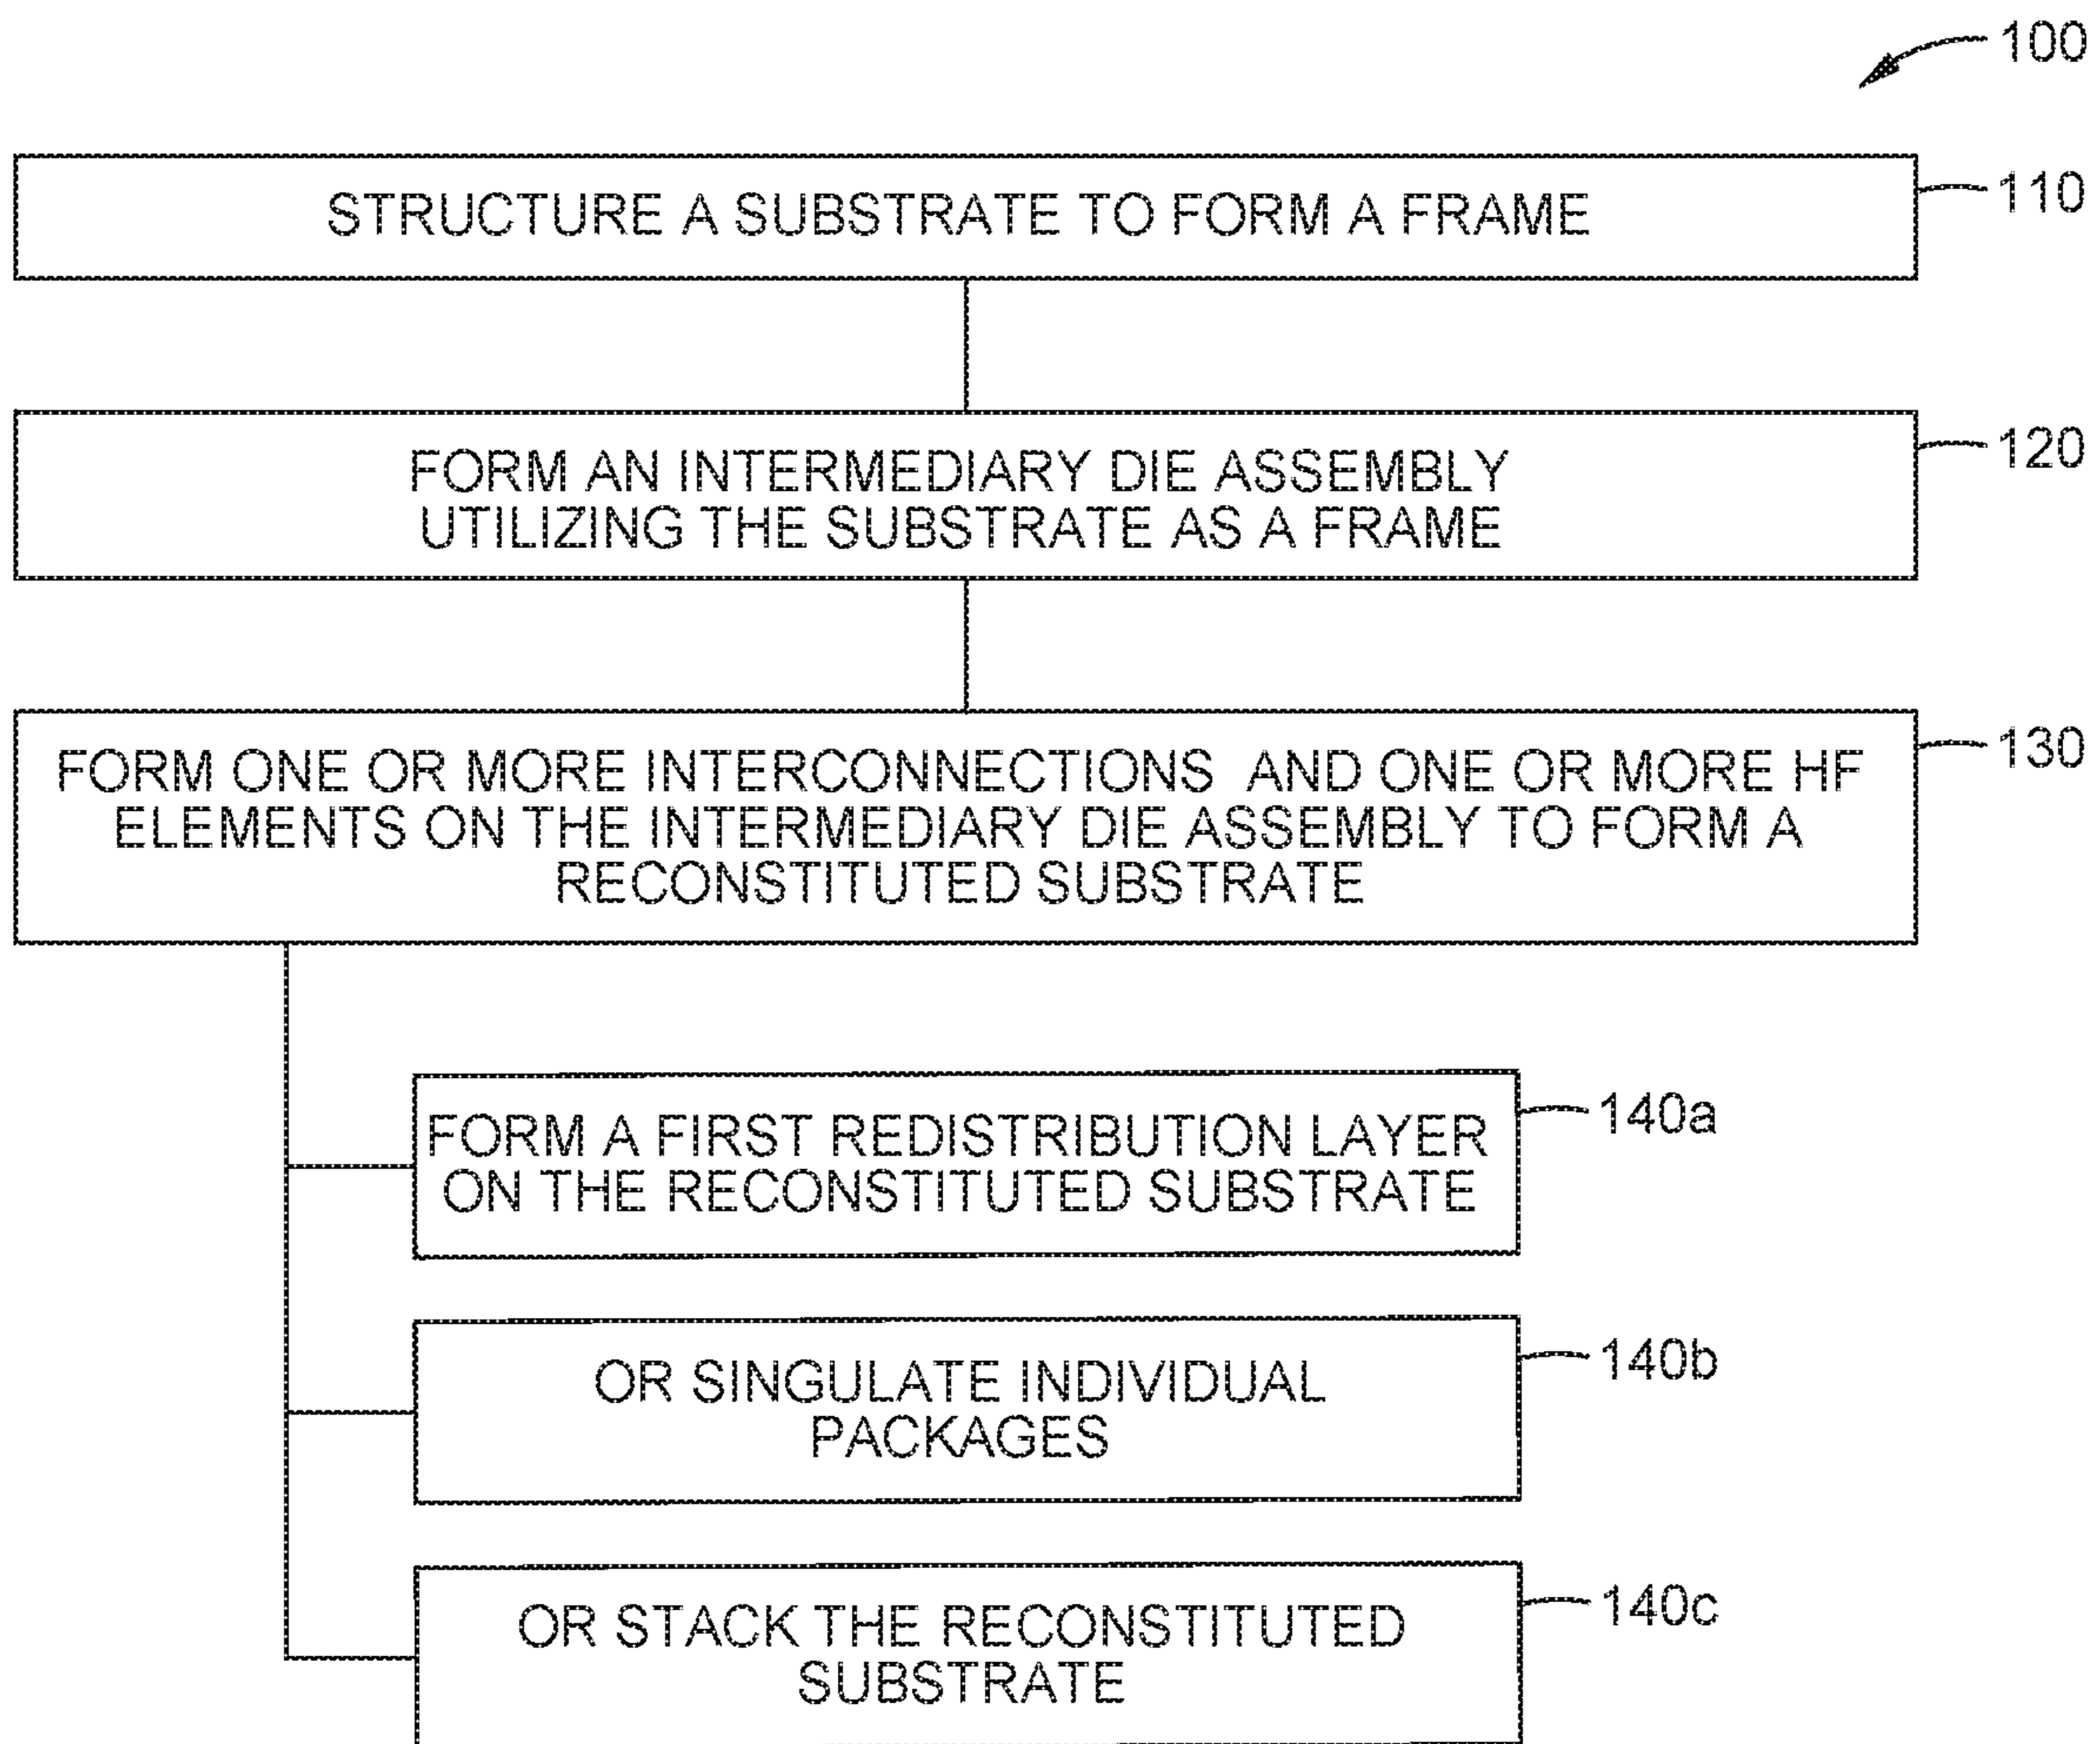 100
STRUCTURE A SUBSTRATE TO FORM A FRAME
110
FORM AN INTERMEDIARY DIE ASSEMBLY
UTILIZING THE SUBSTRATE AS A FRAME
120
FORM ONE OR MORE INTERCONNECTIONS AND ONE OR MORE HF
ELEMENTS ON THE INTERMEDIARY DIE ASSEMBLY TO FORM A
RECONSTITUTED SUBSTRATE
130
FORM A FIRST REDISTRIBUTION LAYER
ON THE RECONSTITUTED SUBSTRATE
140a
OR SINGULATE INDIVIDUAL
PACKAGES
140b
OR STACK THE RECONSTITUTED
SUBSTRATE
140c